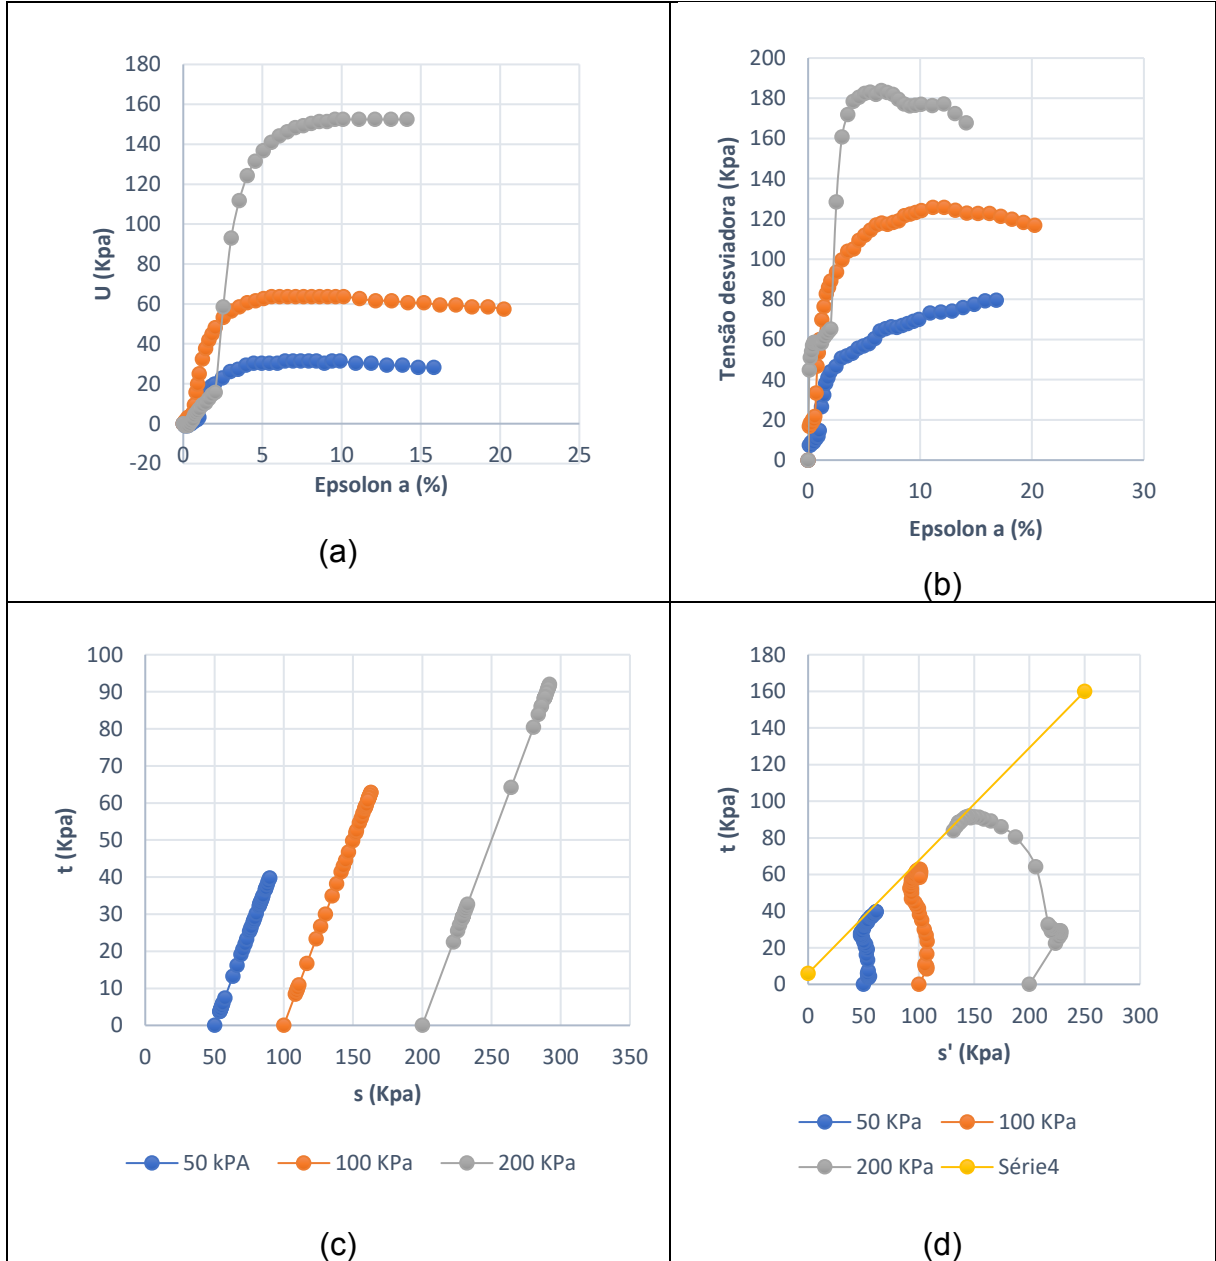 180
160
140
120
100
80
60
40
20
0
-20
U (Kpa)
0 5 10 15 20 25
Epsolon a (%)
(a)
200
180
160
140
120
100
80
60
40
20
0
Tensão desviadora (Kpa)
0 10 20 30
Epsolon a (%)
(b)
100
90
80
70
60
50
40
30
20
10
0
t (Kpa)
0 50 100 150 200 250 300 350
s (Kpa)
50 kPA 100 KPa 200 KPa
(c)
180
160
140
120
100
80
60
40
20
0
t (Kpa)
0 50 100 150 200 250 300
s' (Kpa)
50 KPa 100 KPa
200 KPa Série4
(d)